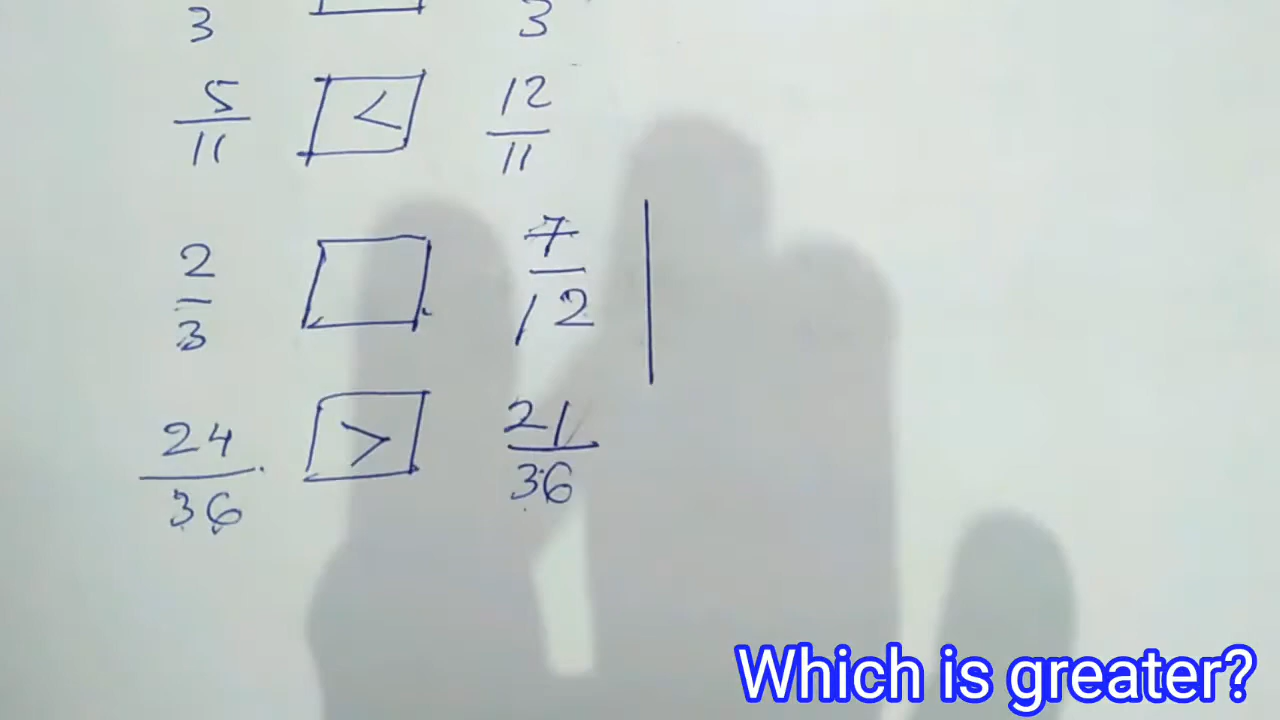 3 3
5/11 < 12/11
2/3 7/12
24/36 > 21/36
Which is greater?